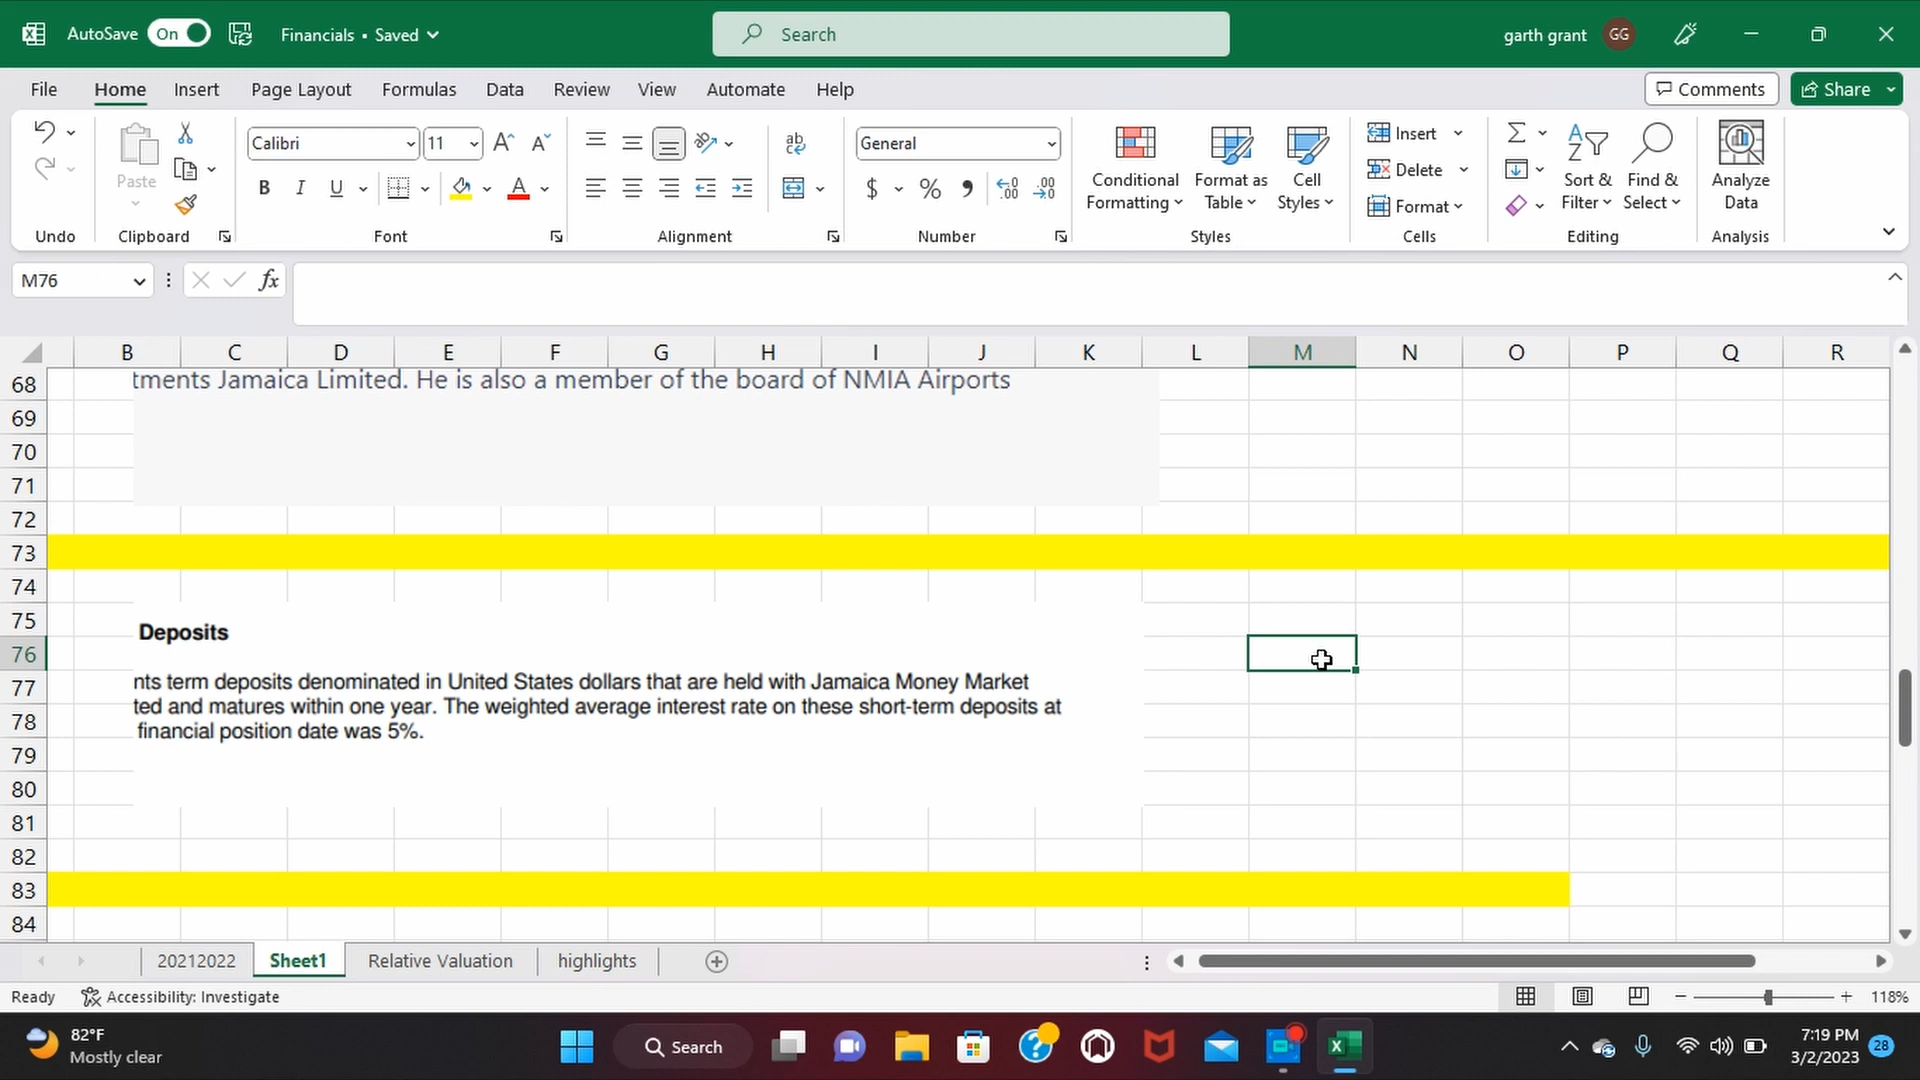 AutoSave On Financials • Saved Search garth grant GG
File Home Insert Page Layout Formulas Data Review View Automate Help Comments Share
Paste Calibri 11 General Conditional Formatting Format as Table Cell Styles Insert Delete Format Sort & Filter Find & Select Analyze Data
B I U A $ % ab c
Undo Clipboard Font Alignment Number Styles Cells Editing Analysis
M76 fx
B C D E F G H I J K L M N O P Q R
68 tments Jamaica Limited. He is also a member of the board of NMIA Airports
69
70
71
72
73
74
75 Deposits
76
77 nts term deposits denominated in United States dollars that are held with Jamaica Money Market
78 ted and matures within one year. The weighted average interest rate on these short-term deposits at
financial position date was 5%.
79
80
81
82
83
84
20212022 Sheet1 Relative Valuation highlights
Ready Accessibility: Investigate 118%
82°F
Mostly clear
Search
7:19 PM
3/2/2023 28